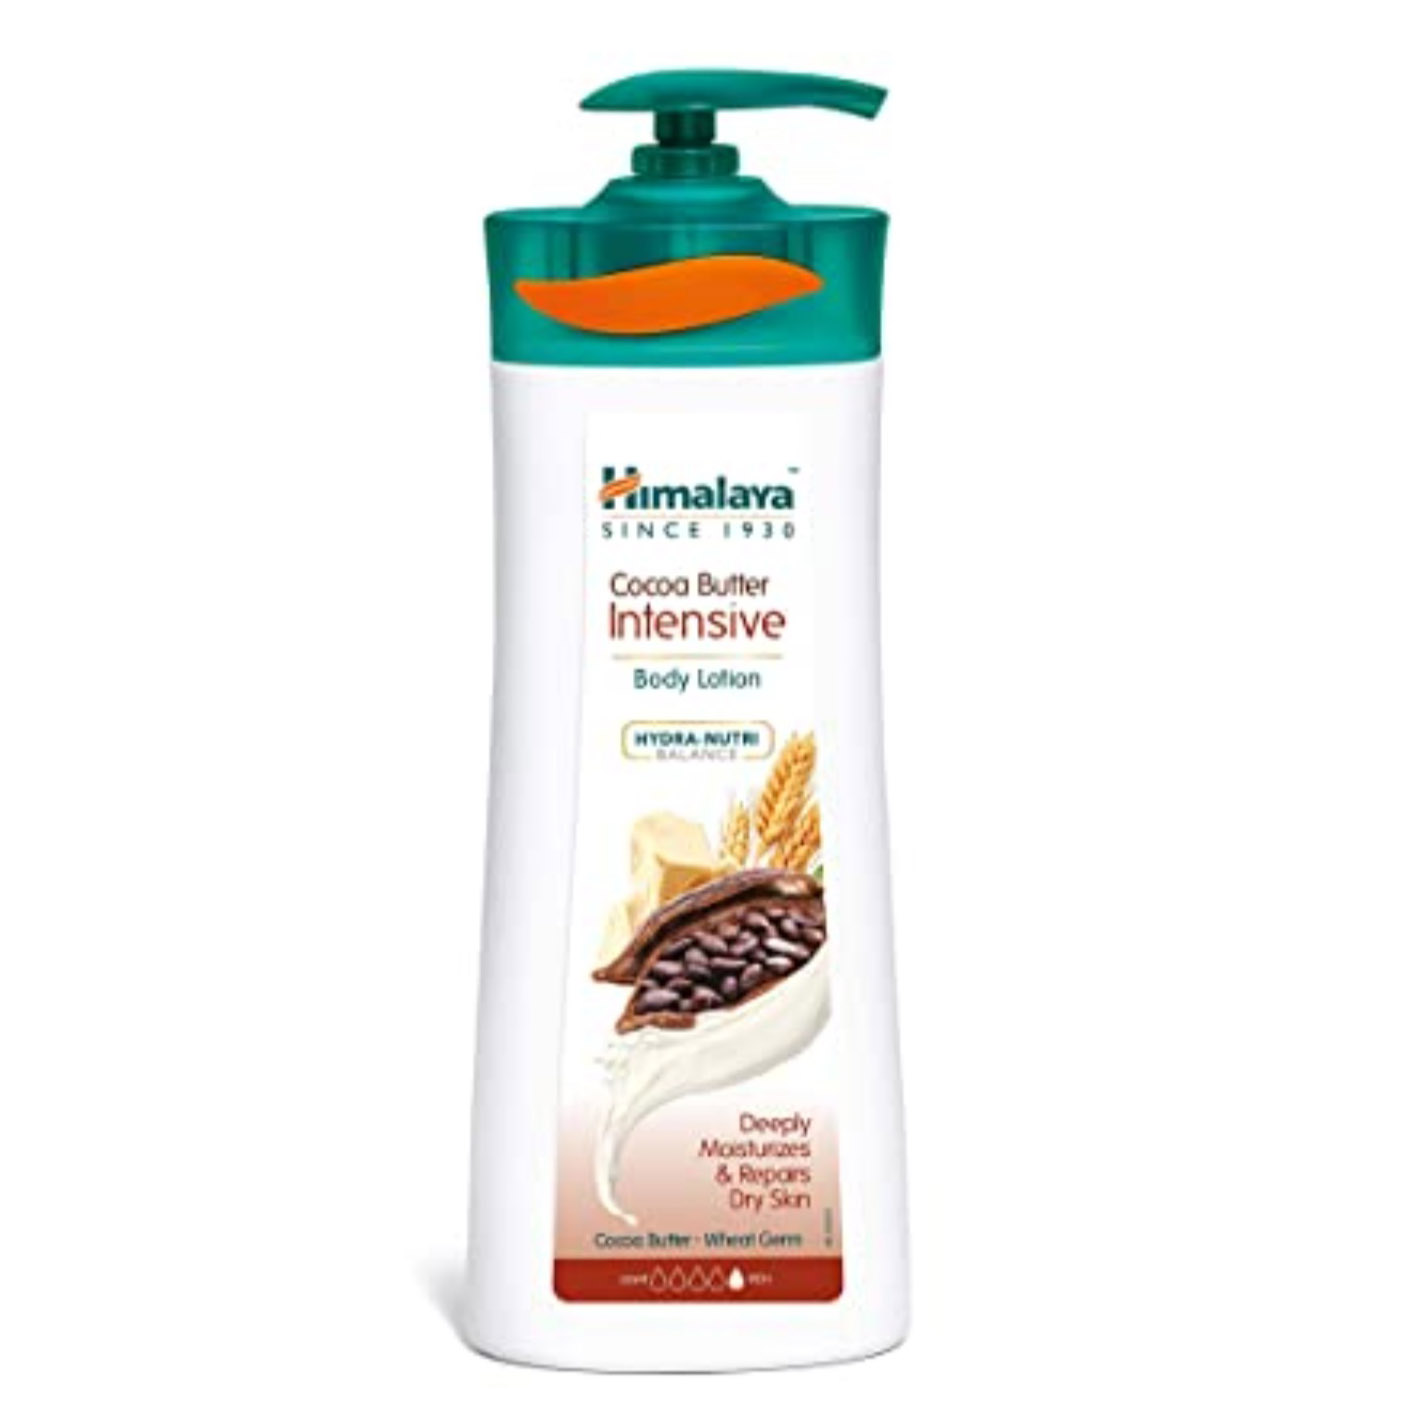 Himalaya™
SINCE 1930
Cocoa Butter
Intensive
Body Lotion
HYDRA-NUTRI
BALANCE
Deeply
Moisturizes
& Repairs
Dry Skin
Cocoa Butter - Wheat Germ